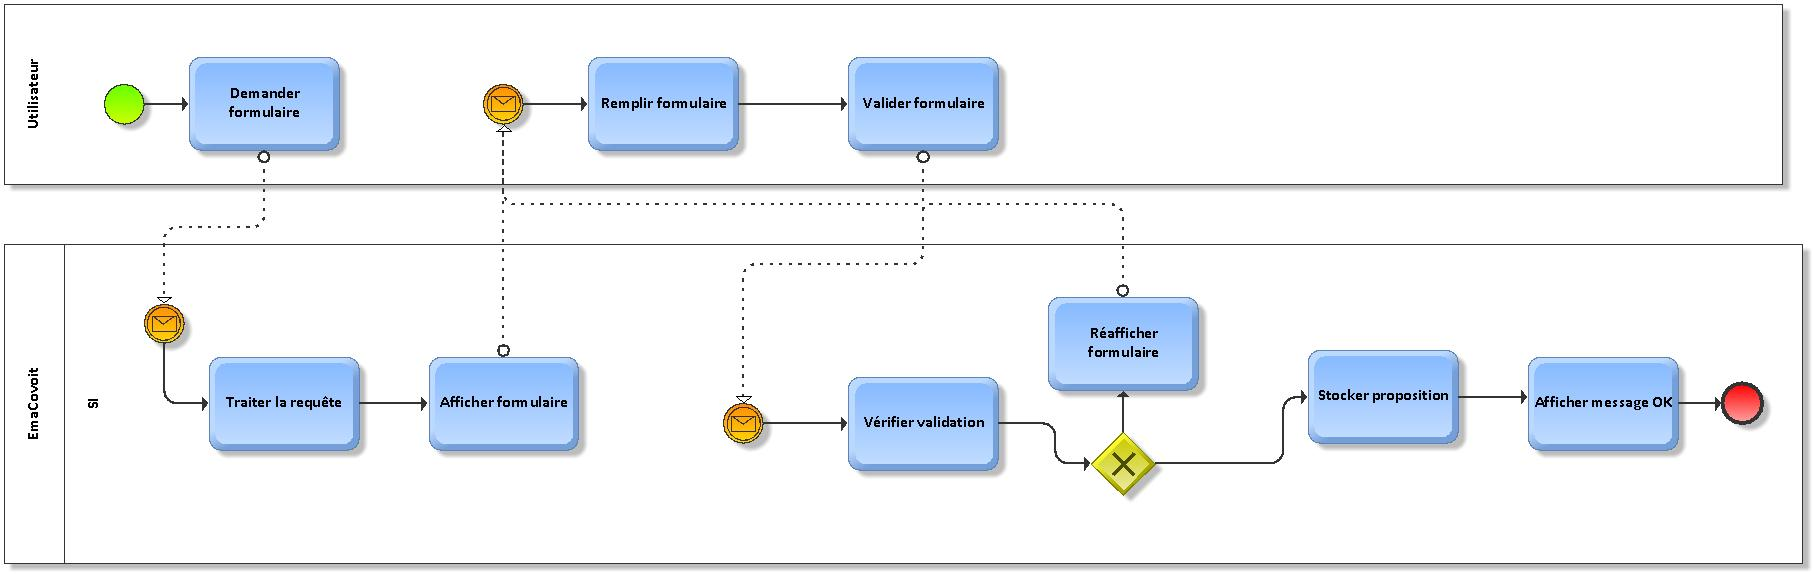 Utilisateur
Demander
formulaire
Remplir formulaire
Valider formulaire
EmaCovoit
SI
Traiter la requête
Afficher formulaire
Vérifier validation
Réafficher
formulaire
Stocker proposition
Afficher message OK